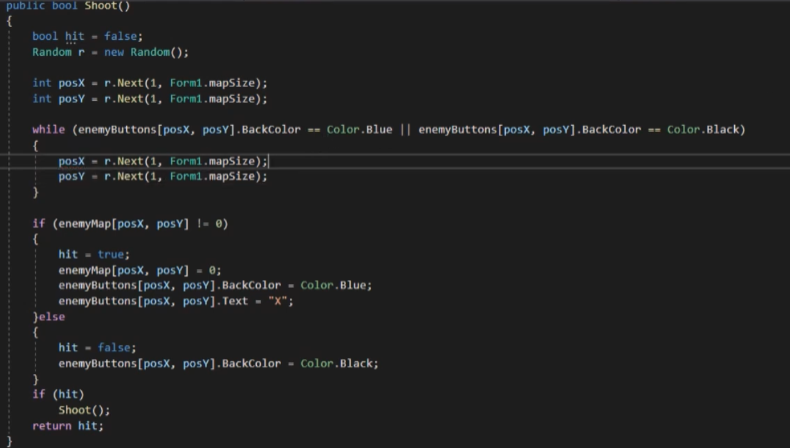 public bool Shoot()
{
bool hit = false;
Random r = new Random();
int posX = r.Next(1, Form1.mapSize);
int posY = r.Next(1, Form1.mapSize);
while (enemyButtons[posX, posY].BackColor == Color.Blue || enemyButtons[posX, posY].BackColor == Color.Black)
{
posX = r.Next(1, Form1.mapSize);
posY = r.Next(1, Form1.mapSize);
}
if (enemyMap[posX, posY] != 0)
{
hit = true;
enemyMap[posX, posY] = 0;
enemyButtons[posX, posY].BackColor = Color.Blue;
enemyButtons[posX, posY].Text = "X";
}else
{
hit = false;
enemyButtons[posX, posY].BackColor = Color.Black;
}
if (hit)
Shoot();
return hit;
}